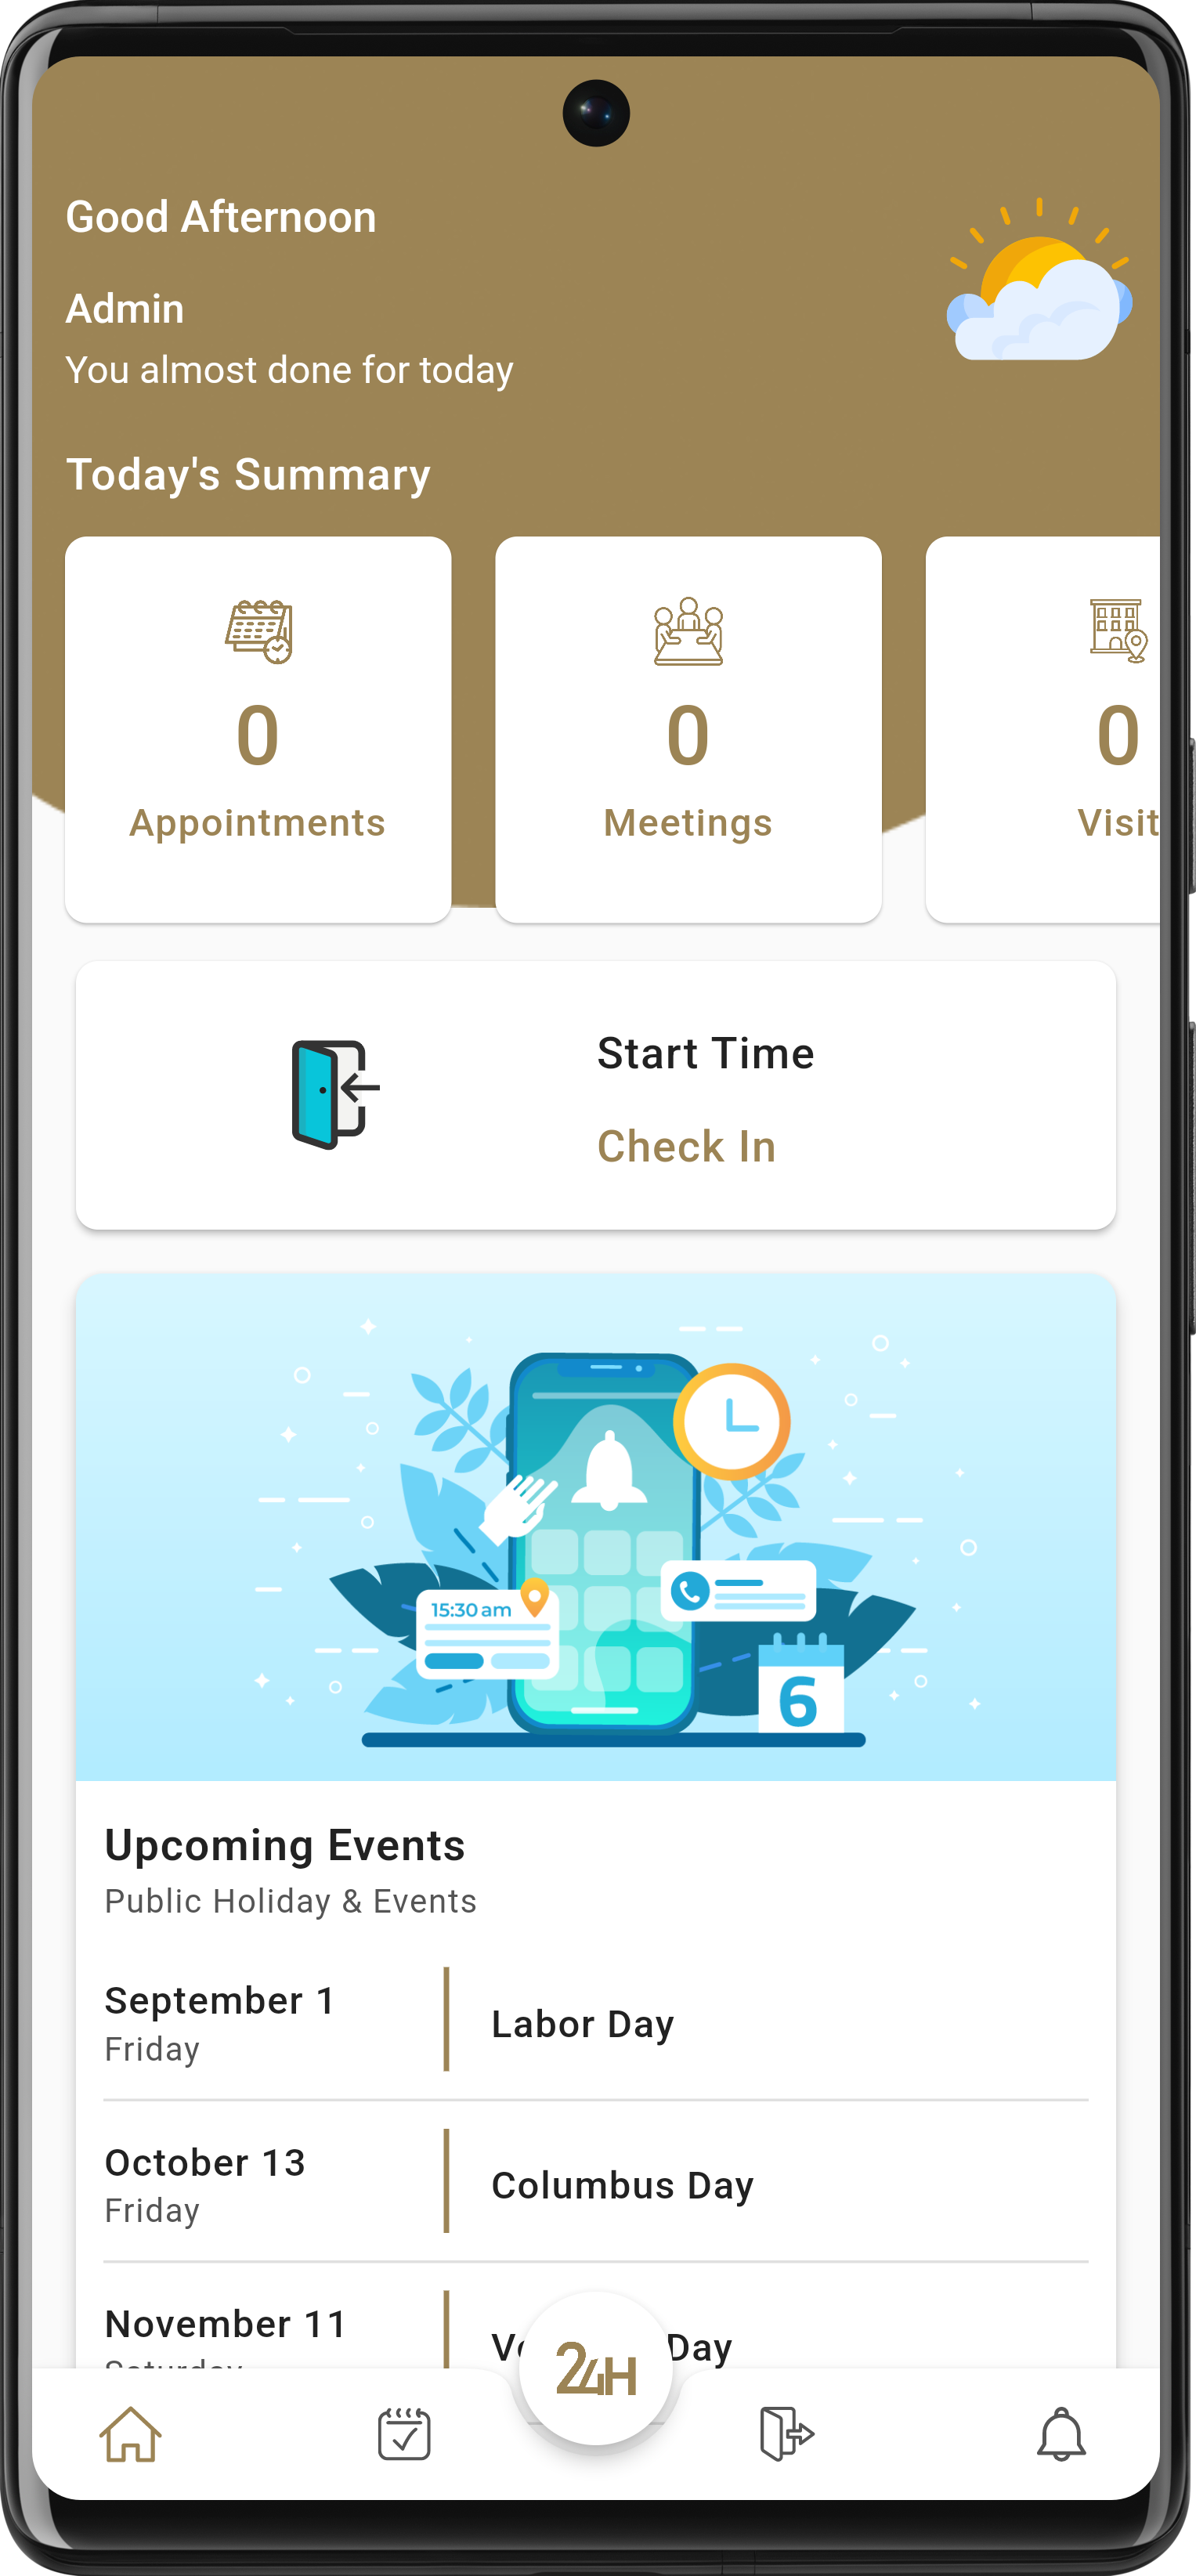 Good Afternoon
Admin
You almost done for today
Today's Summary
0
Appointments
0
Meetings
0
Visit
Start Time
Check In
15:30 am
6
Upcoming Events
Public Holiday & Events
September 1
Friday
Labor Day
October 13
Friday
Columbus Day
November 11
Saturday
Day
24H